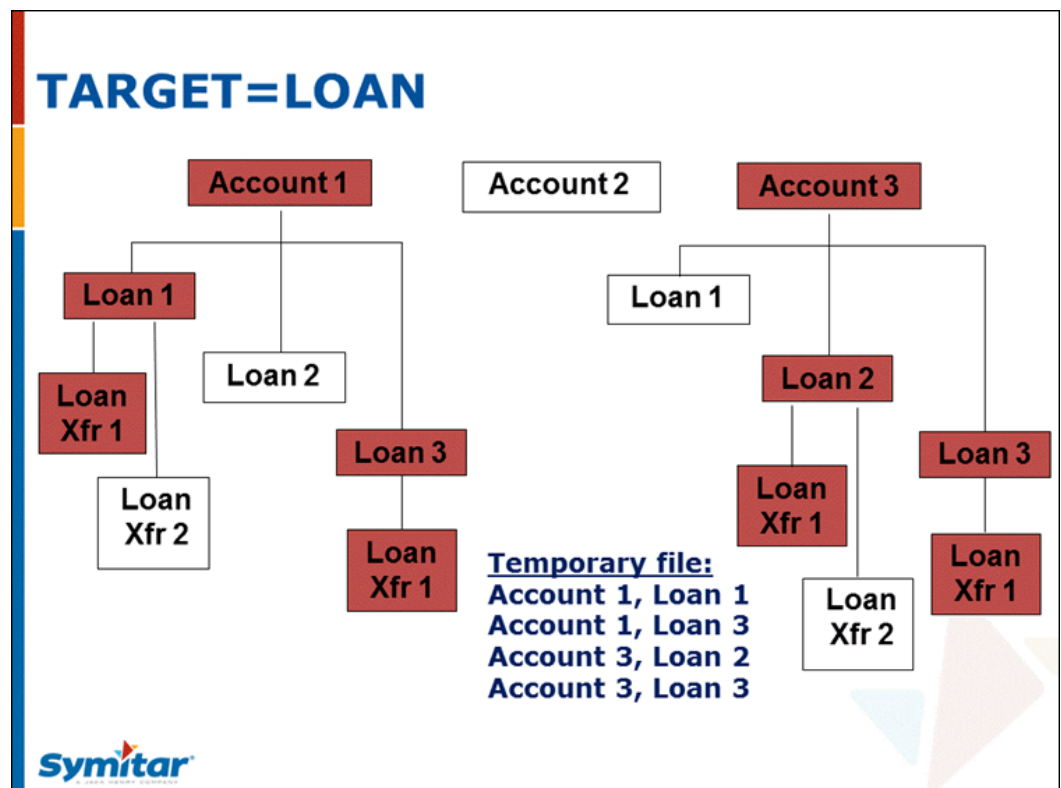 TARGET=LOAN
Account 1
Account 2
Account 3
Loan 1
Loan 2
Loan 3
Loan
Xfr 1
Loan
Xfr 2
Loan
Xfr 1
Loan 1
Loan 2
Loan 3
Loan
Xfr 1
Loan
Xfr 2
Loan
Xfr 1
Temporary file:
Account 1, Loan 1
Account 1, Loan 3
Account 3, Loan 2
Account 3, Loan 3
Symitar
A JACK HENRY COMPANY